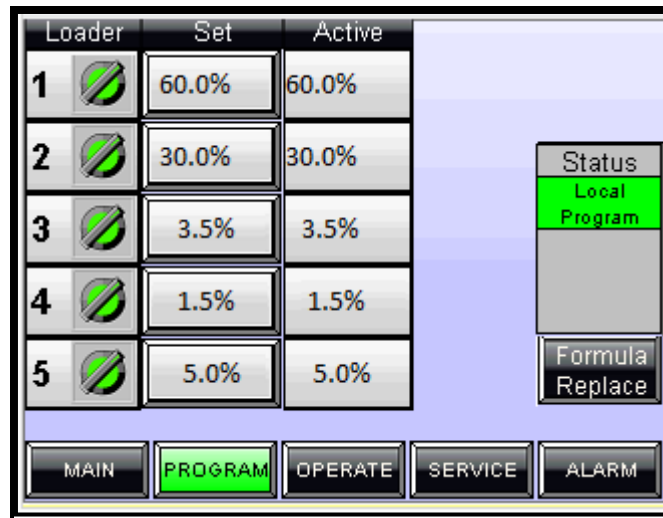 Loader Set Active
1 60.0% 60.0%
2 30.0% 30.0%
Status
Local
Program
3 3.5% 3.5%
4 1.5% 1.5%
5 5.0% 5.0%
Formula
Replace
MAIN PROGRAM OPERATE SERVICE ALARM